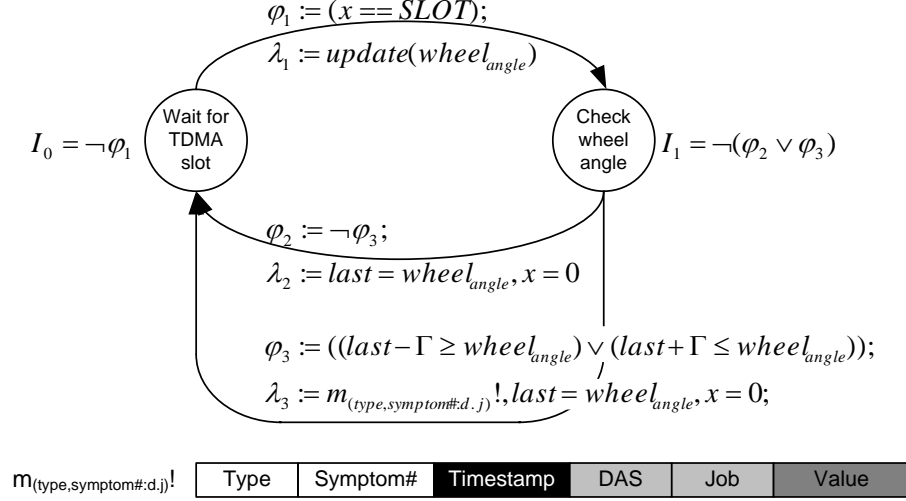 φ₁ := (x == SLOT);
λ₁ := update(wheel_angle)
Wait for
TDMA
slot
Check
wheel
angle
I₀ = ¬φ₁
I₁ = ¬(φ₂ ∨ φ₃)
φ₂ := ¬φ₃;
λ₂ := last = wheel_angle, x = 0
φ₃ := ((last − Γ ≥ wheel_angle) ∨ (last + Γ ≤ wheel_angle));
λ₃ := m_(type,symptom#:d.j)!, last = wheel_angle, x = 0;
m_(type,symptom#:d.j)! Type Symptom# Timestamp DAS Job Value